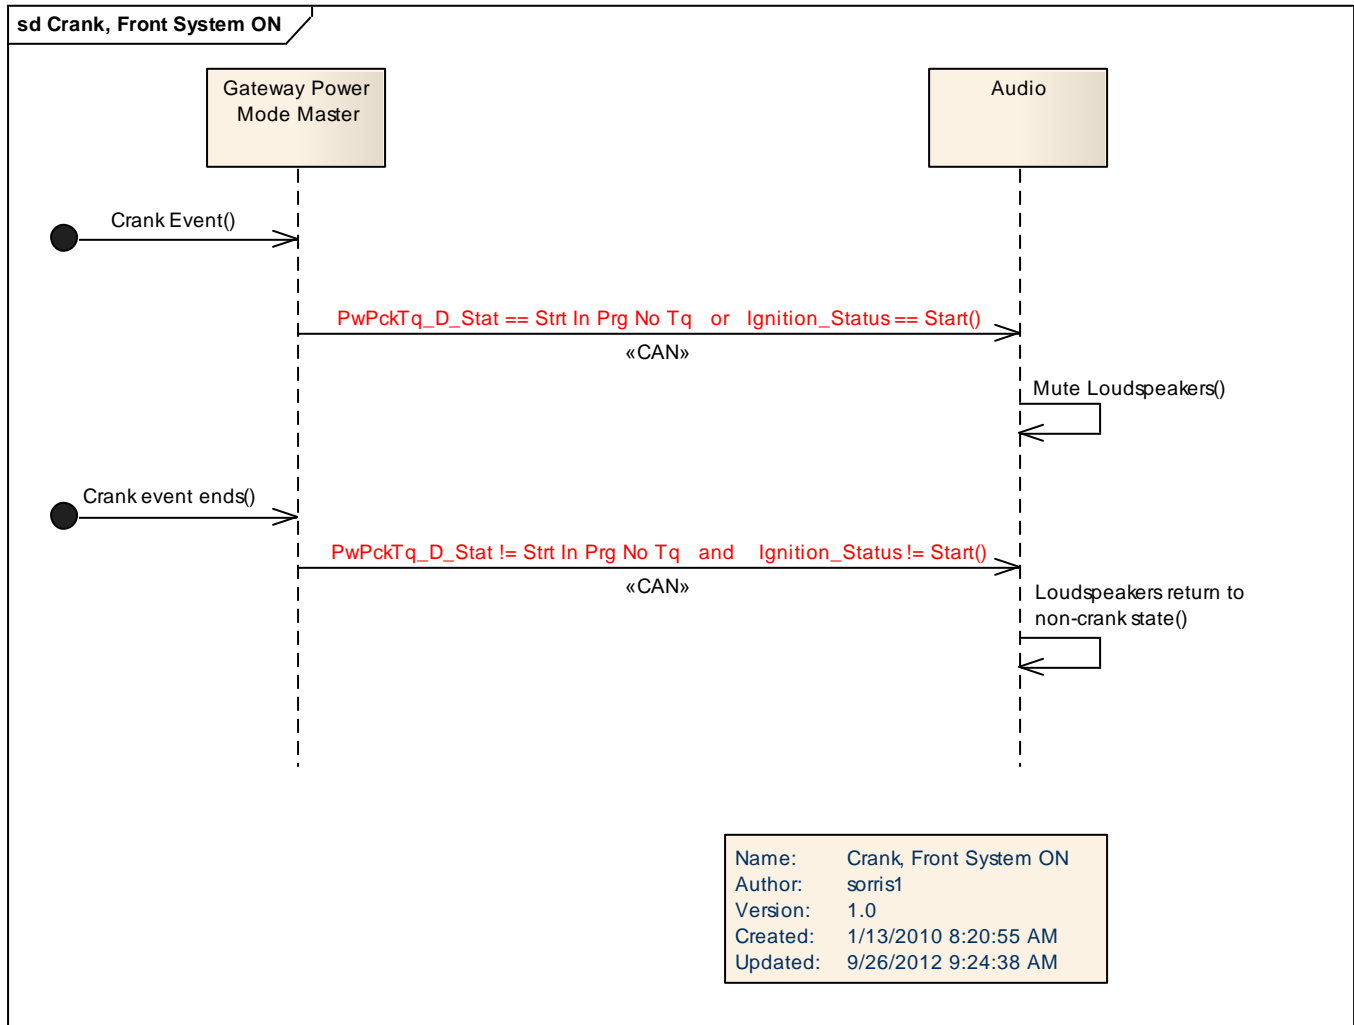 sd Crank, Front System ON
Gateway Power
Mode Master
Audio
Crank Event()
PwPckTq_D_Stat == Strt In Prg No Tq or Ignition_Status == Start()
«CAN»
Mute Loudspeakers()
Crank event ends()
PwPckTq_D_Stat != Strt In Prg No Tq and Ignition_Status != Start()
«CAN»
Loudspeakers return to
non-crank state()
Name: Crank, Front System ON
Author: sorris1
Version: 1.0
Created: 1/13/2010 8:20:55 AM
Updated: 9/26/2012 9:24:38 AM